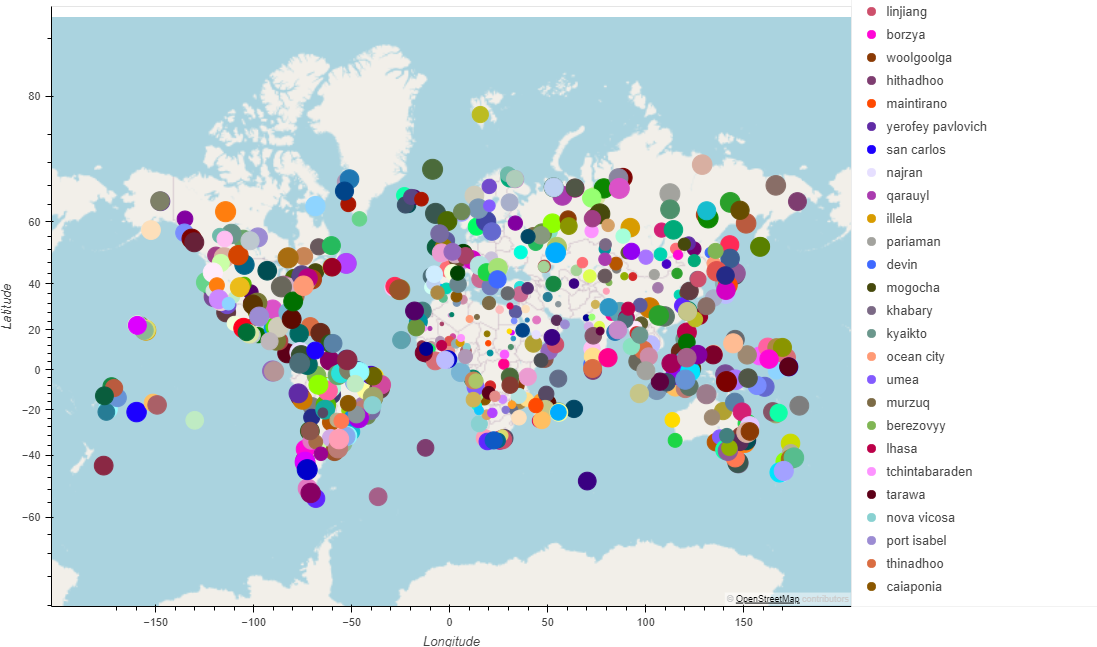 linjiang
borzya
woolgoolga
hithadhoo
maintirano
yerofey pavlovich
san carlos
najran
qarauyl
illela
pariaman
devin
mogocha
khabary
kyaikto
ocean city
umea
murzuq
berezovyy
lhasa
tchintabaraden
tarawa
nova vicosa
port isabel
thinadhoo
caiaponia
80
60
40
20
0
−20
−40
−60
Latitude
© OpenStreetMap contributors
−150
−100
−50
0
50
100
150
Longitude